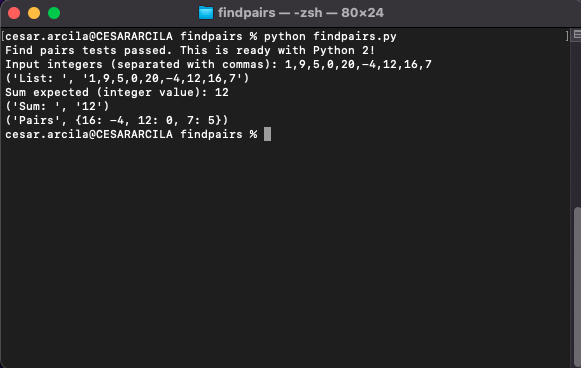 findpairs — -zsh — 80×24
[cesar.arcila@CESARARCILA findpairs % python findpairs.py ]
Find pairs tests passed. This is ready with Python 2!
Input integers (separated with commas): 1,9,5,0,20,-4,12,16,7
('List: ', '1,9,5,0,20,-4,12,16,7')
Sum expected (integer value): 12
('Sum: ', '12')
('Pairs', {16: -4, 12: 0, 7: 5})
cesar.arcila@CESARARCILA findpairs %